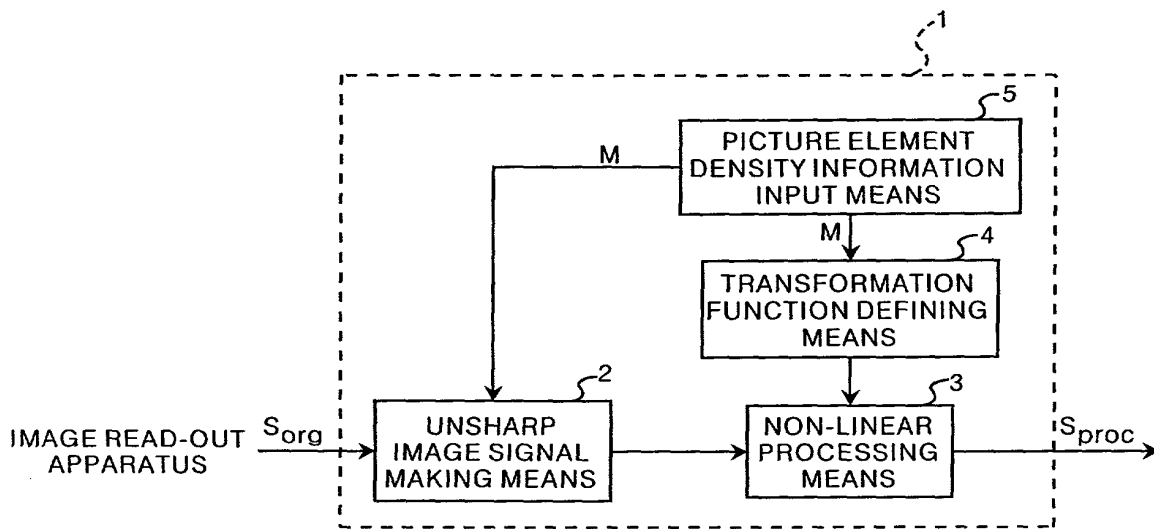 1
5
PICTURE ELEMENT
DENSITY INFORMATION
INPUT MEANS
M
M
4
TRANSFORMATION
FUNCTION DEFINING
MEANS
2
3
IMAGE READ-OUT
APPARATUS
Sorg
UNSHARP
IMAGE SIGNAL
MAKING MEANS
NON-LINEAR
PROCESSING
MEANS
Sproc